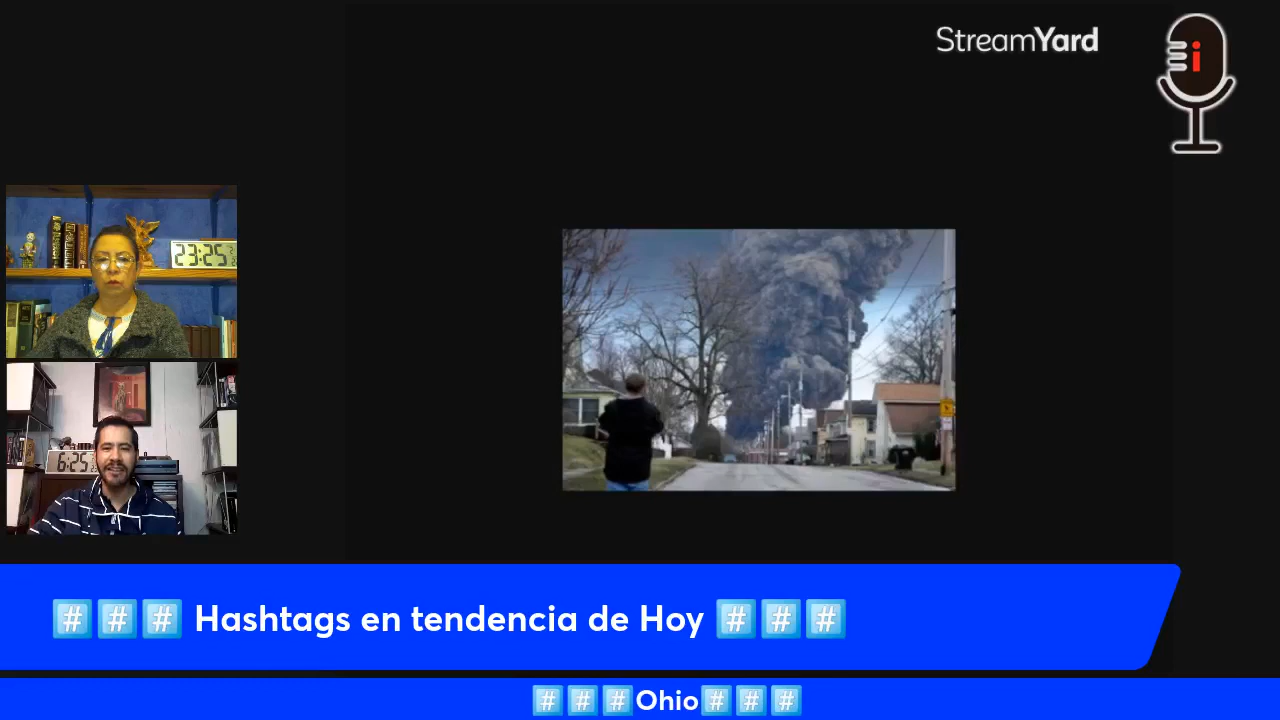 StreamYard
i
23:25
6:25
#️⃣#️⃣#️⃣ Hashtags en tendencia de Hoy #️⃣#️⃣#️⃣
#️⃣#️⃣#️⃣Ohio#️⃣#️⃣#️⃣